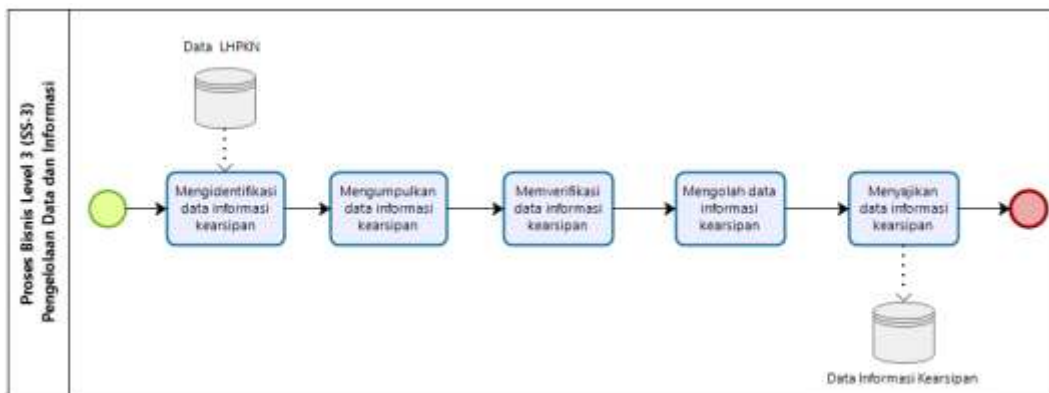 Proses Bisnis Level 3 (SS-3)
Pengelolaan Data dan Informasi
Data LHPKN
Mengidentifikasi
data informasi
kearsipan
Mengumpulkan
data informasi
kearsipan
Memverifikasi
data informasi
kearsipan
Mengolah data
informasi
kearsipan
Menyajikan
data informasi
kearsipan
Data Informasi Kearsipan